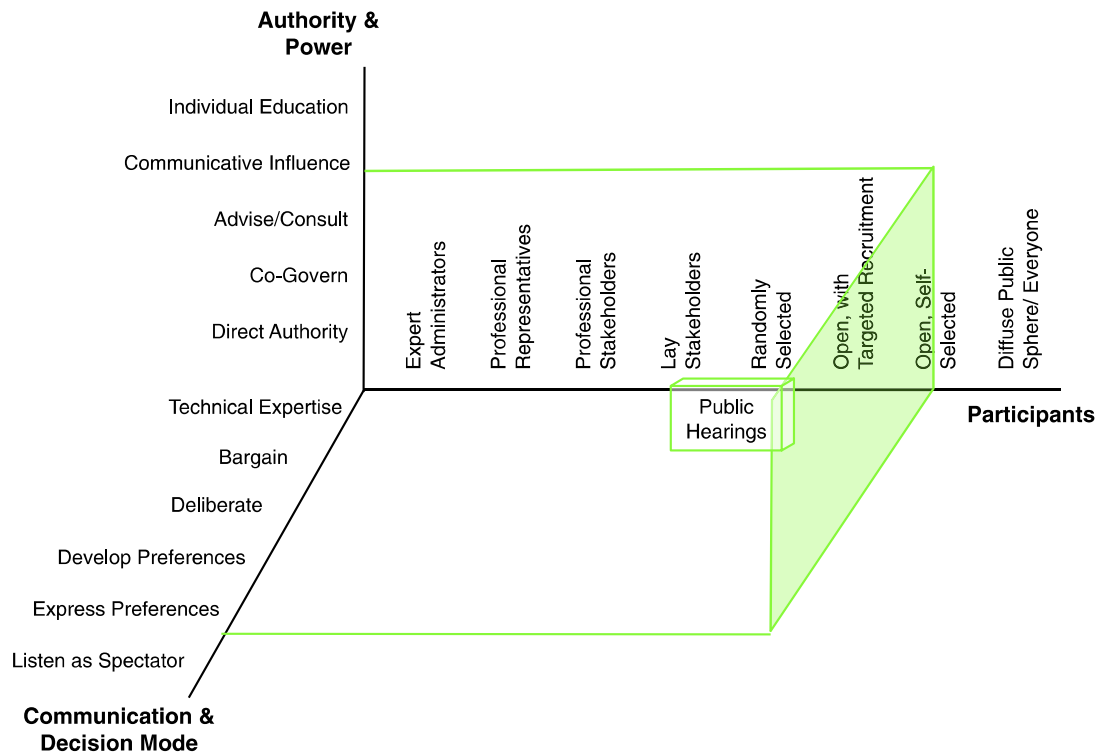 Authority &
Power
Individual Education
Communicative Influence
Advise/Consult
Co-Govern
Direct Authority
Expert
Administrators
Professional
Representatives
Professional
Stakeholders
Lay
Stakeholders
Randomly
Selected
Open, with
Targeted Recruitment
Open, Self-
Selected
Diffuse Public
Sphere/ Everyone
Participants
Public
Hearings
Technical Expertise
Bargain
Deliberate
Develop Preferences
Express Preferences
Listen as Spectator
Communication &
Decision Mode